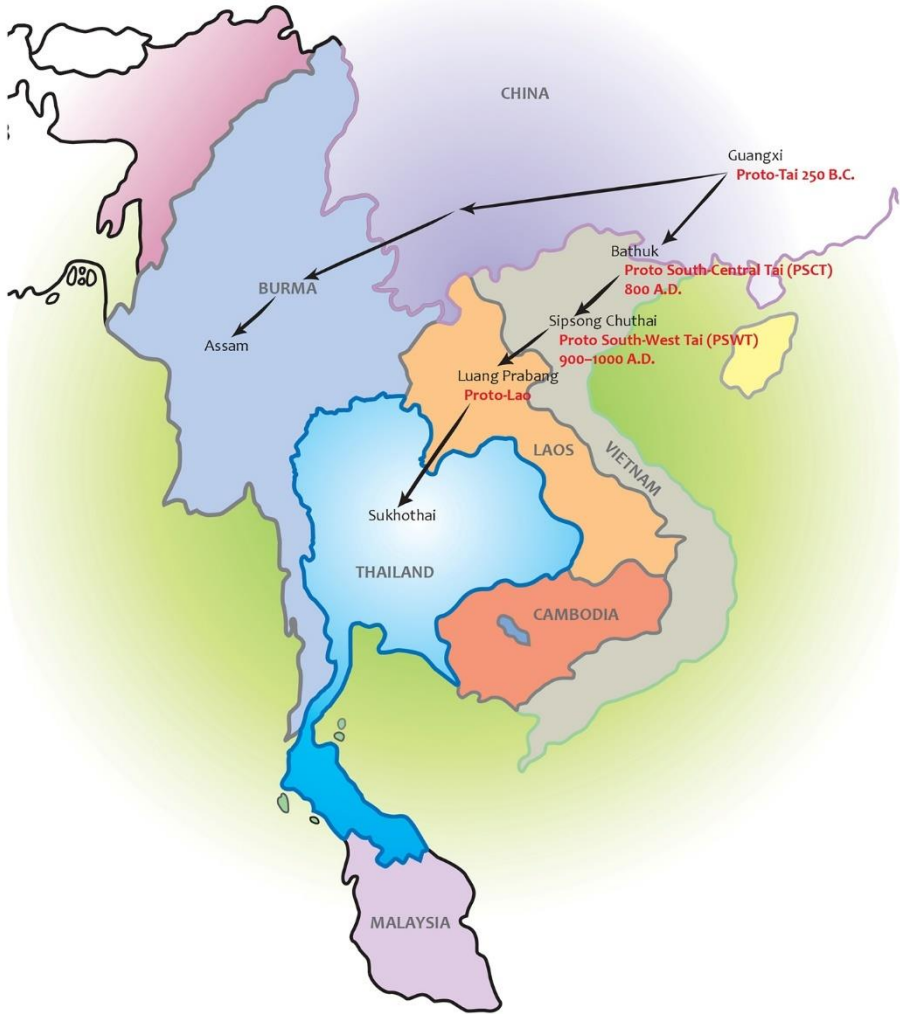 CHINA
Guangxi
Proto-Tai 250 B.C.
Bathuk
Proto South-Central Tai (PSCT)
800 A.D.
BURMA
Sipsong Chuthai
Proto South-West Tai (PSWT)
900–1000 A.D.
Assam
Luang Prabang
Proto-Lao
LAOS
VIETNAM
Sukhothai
THAILAND
CAMBODIA
MALAYSIA